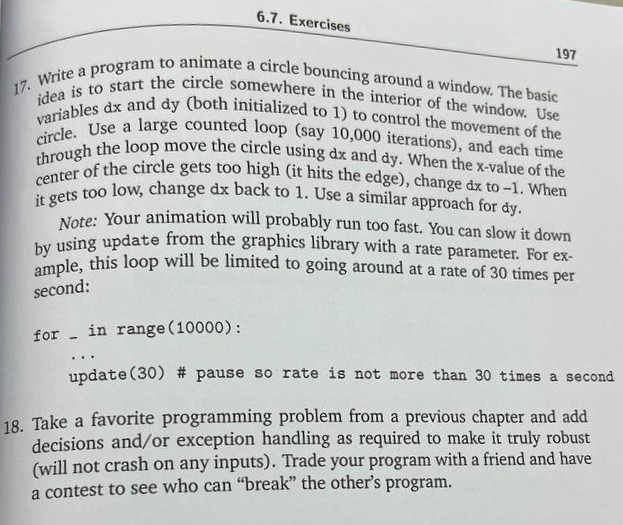 6.7. Exercises
197
17. Write a program to animate a circle bouncing around a window. The basic
idea is to start the circle somewhere in the interior of the window. Use
variables dx and dy (both initialized to 1) to control the movement of the
circle. Use a large counted loop (say 10,000 iterations), and each time
through the loop move the circle using dx and dy. When the x-value of the
center of the circle gets too high (it hits the edge), change dx to −1. When
it gets too low, change dx back to 1. Use a similar approach for dy.
Note: Your animation will probably run too fast. You can slow it down
by using update from the graphics library with a rate parameter. For ex-
ample, this loop will be limited to going around at a rate of 30 times per
second:
for _ in range(10000):
...
update(30) # pause so rate is not more than 30 times a second
18. Take a favorite programming problem from a previous chapter and add
decisions and/or exception handling as required to make it truly robust
(will not crash on any inputs). Trade your program with a friend and have
a contest to see who can “break” the other’s program.